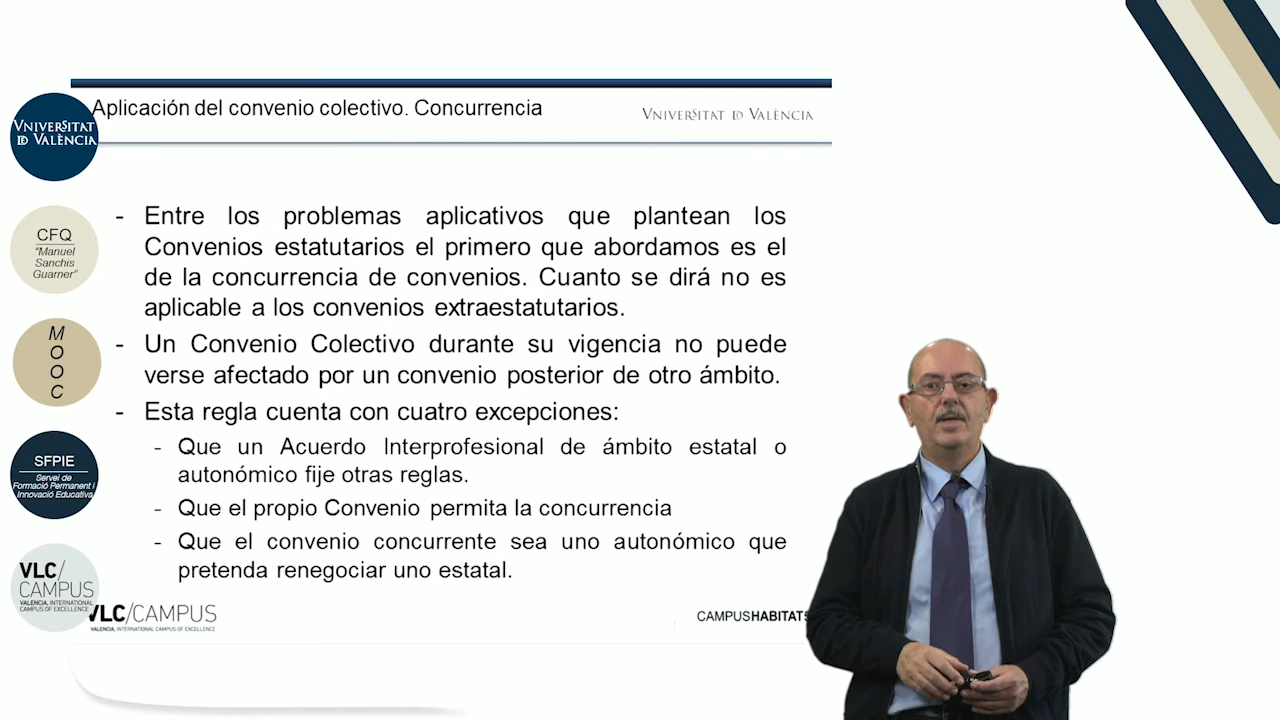 Aplicación del convenio colectivo. Concurrencia
VNIVERSITAT DE VALÈNCIA
VNIVERSITAT
DE VALÈNCIA
CFQ
"Manuel
Sanchis
Guarner"
M
O
O
C
SFPIE
Servei de
Formació Permanent i
Innovació Educativa
VLC/
CAMPUS
VALENCIA, INTERNATIONAL
CAMPUS OF EXCELLENCE
- Entre los problemas aplicativos que plantean los
Convenios estatutarios el primero que abordamos es el
de la concurrencia de convenios. Cuanto se dirá no es
aplicable a los convenios extraestatutarios.
- Un Convenio Colectivo durante su vigencia no puede
verse afectado por un convenio posterior de otro ámbito.
- Esta regla cuenta con cuatro excepciones:
- Que un Acuerdo Interprofesional de ámbito estatal o
autonómico fije otras reglas.
- Que el propio Convenio permita la concurrencia
- Que el convenio concurrente sea uno autonómico que
pretenda renegociar uno estatal.
VLC/CAMPUS
VALENCIA, INTERNATIONAL CAMPUS OF EXCELLENCE
CAMPUSHABITAT5